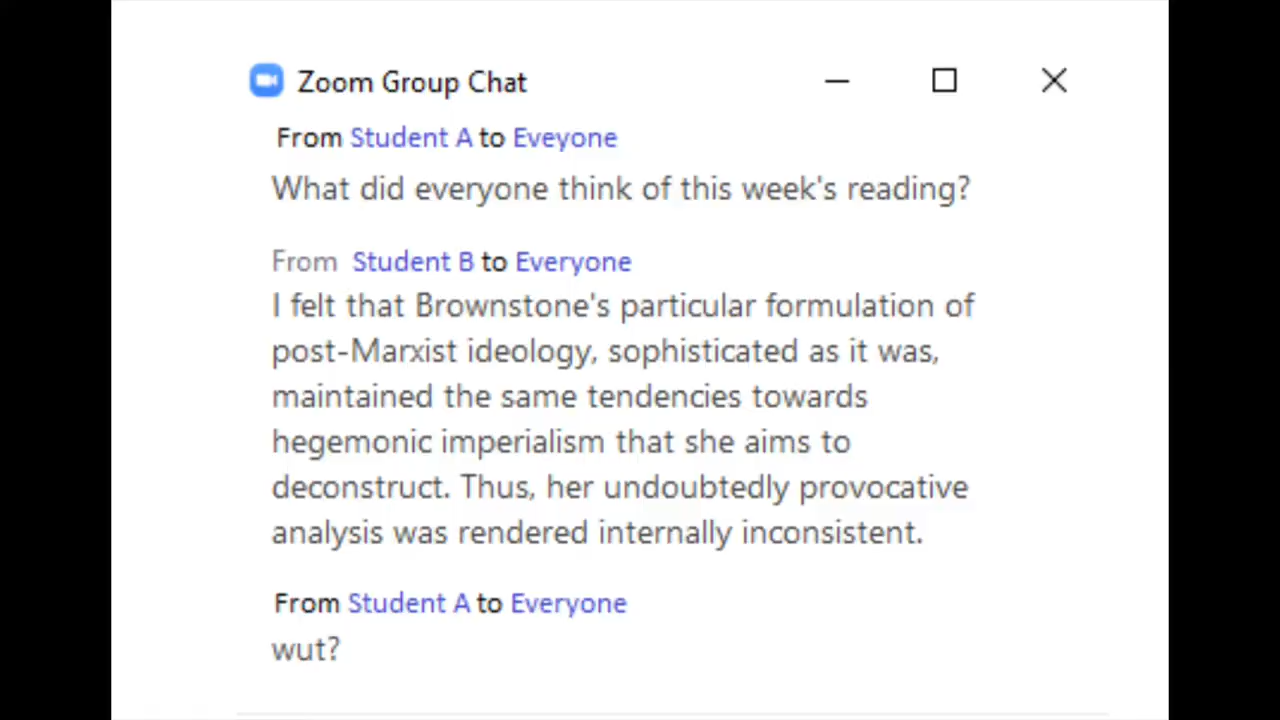 Zoom Group Chat
From Student A to Eveyone
What did everyone think of this week's reading?
From Student B to Everyone
I felt that Brownstone's particular formulation of
post-Marxist ideology, sophisticated as it was,
maintained the same tendencies towards
hegemonic imperialism that she aims to
deconstruct. Thus, her undoubtedly provocative
analysis was rendered internally inconsistent.
From Student A to Everyone
wut?